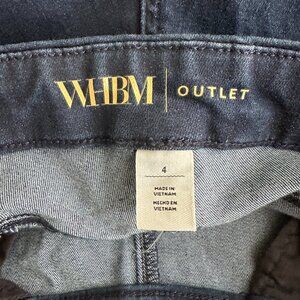 WHBM | OUTLET
4
MADE IN
VIETNAM
HECHO EN
VIETNAM